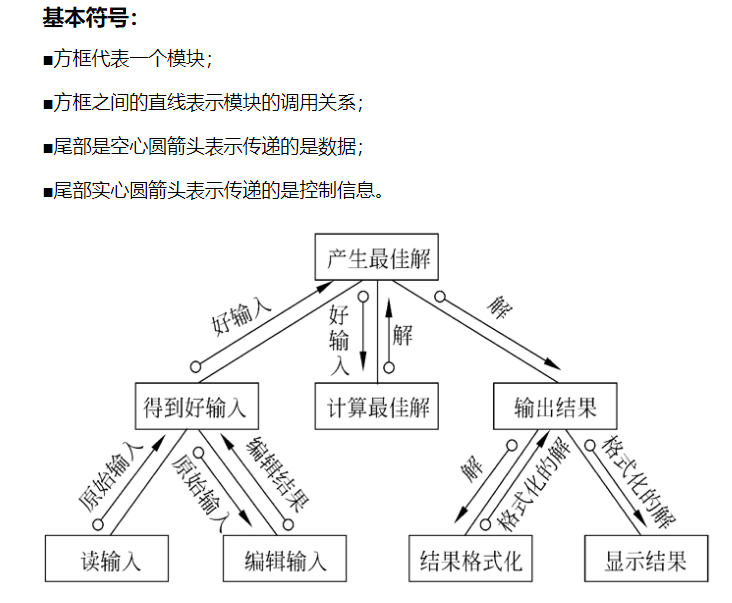 基本符号：
■方框代表一个模块；
■方框之间的直线表示模块的调用关系；
■尾部是空心圆箭头表示传递的是数据；
■尾部实心圆箭头表示传递的是控制信息。
产生最佳解
好输入
好输入
解
解
得到好输入
计算最佳解
输出结果
原始输入
原始输入
编辑结果
解
格式化的解
格式化的解
读输入
编辑输入
结果格式化
显示结果